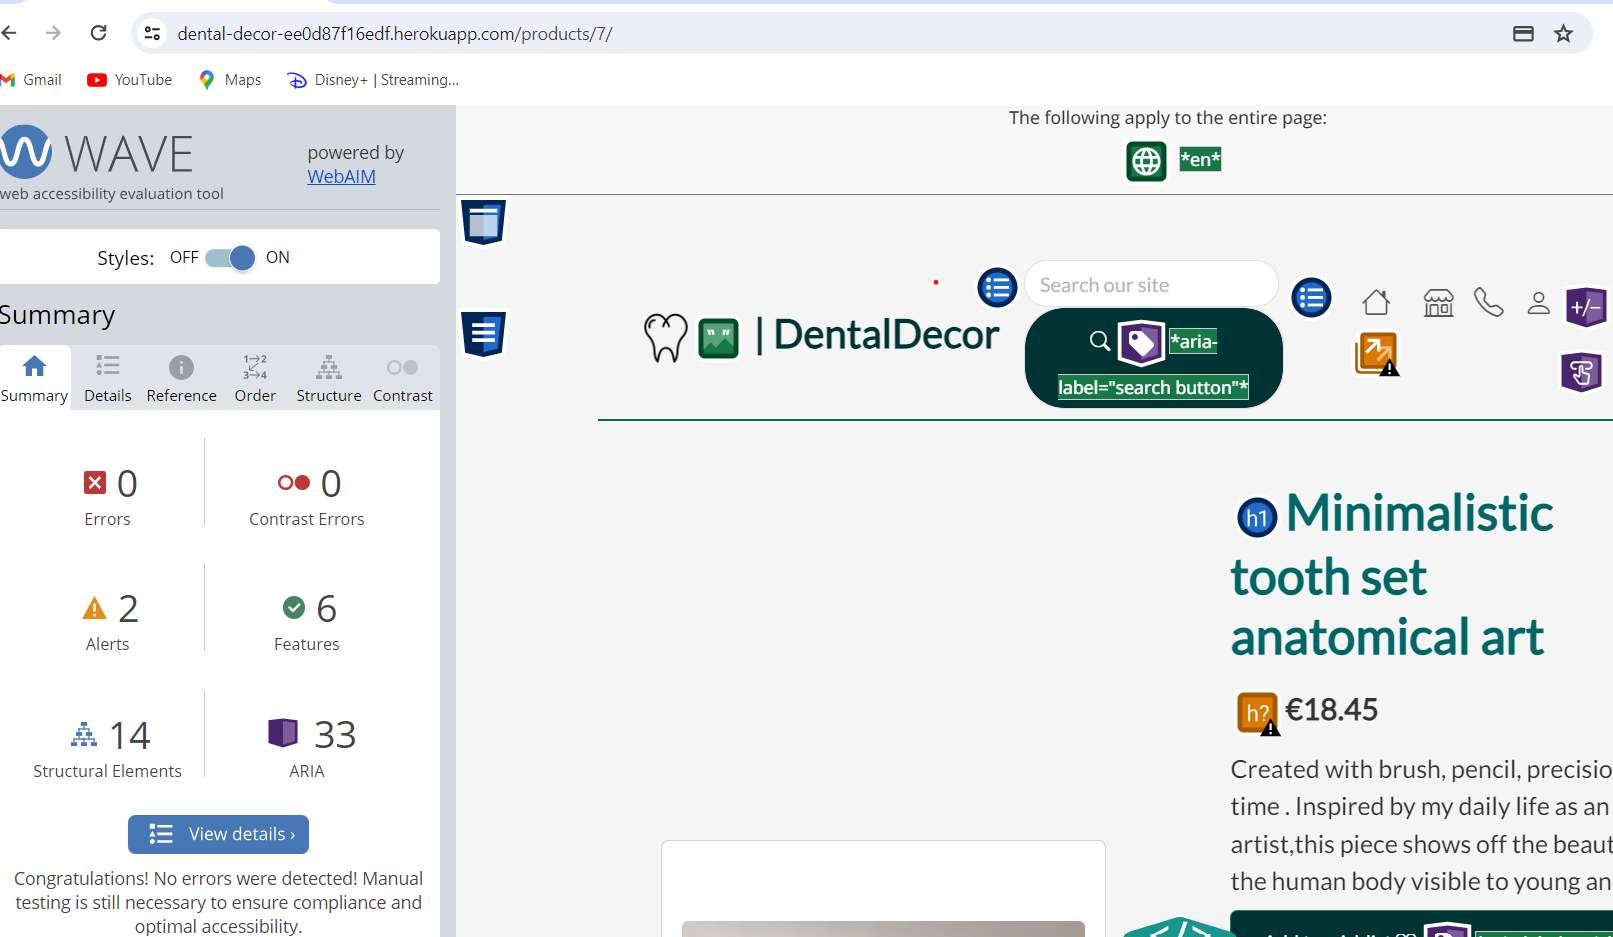 dental-decor-ee0d87f16edf.herokuapp.com/products/7/
Gmail
YouTube
Maps
Disney+ | Streaming...
WAVE
powered by
WebAIM
web accessibility evaluation tool
Styles: OFF ON
Summary
Summary
Details
Reference
1→2
3→4
Order
Structure
Contrast
0
Errors
0
Contrast Errors
2
Alerts
6
Features
14
Structural Elements
33
ARIA
View details ›
Congratulations! No errors were detected! Manual
testing is still necessary to ensure compliance and
optimal accessibility.
The following apply to the entire page:
*en*
| DentalDecor
Search our site
*aria-
label="search button"*
+/-
h1 Minimalistic
tooth set
anatomical art
h? €18.45
Created with brush, pencil, precisio
time . Inspired by my daily life as an
artist,this piece shows off the beaut
the human body visible to young an